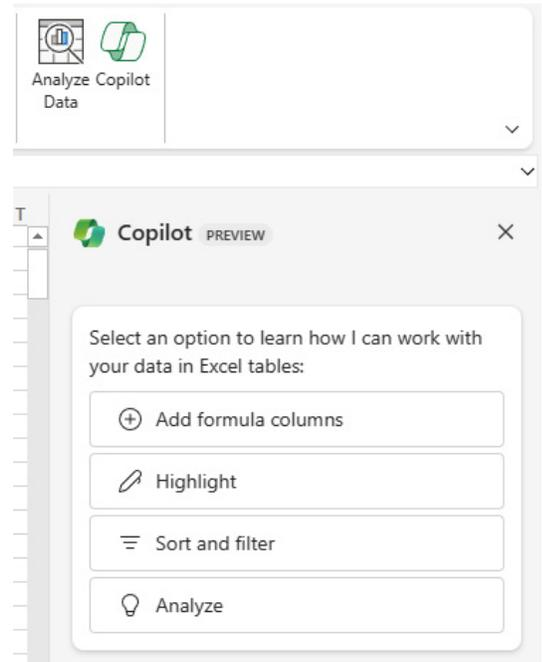 Analyze Copilot
Data
T
Copilot PREVIEW
Select an option to learn how I can work with
your data in Excel tables:
Add formula columns
Highlight
Sort and filter
Analyze